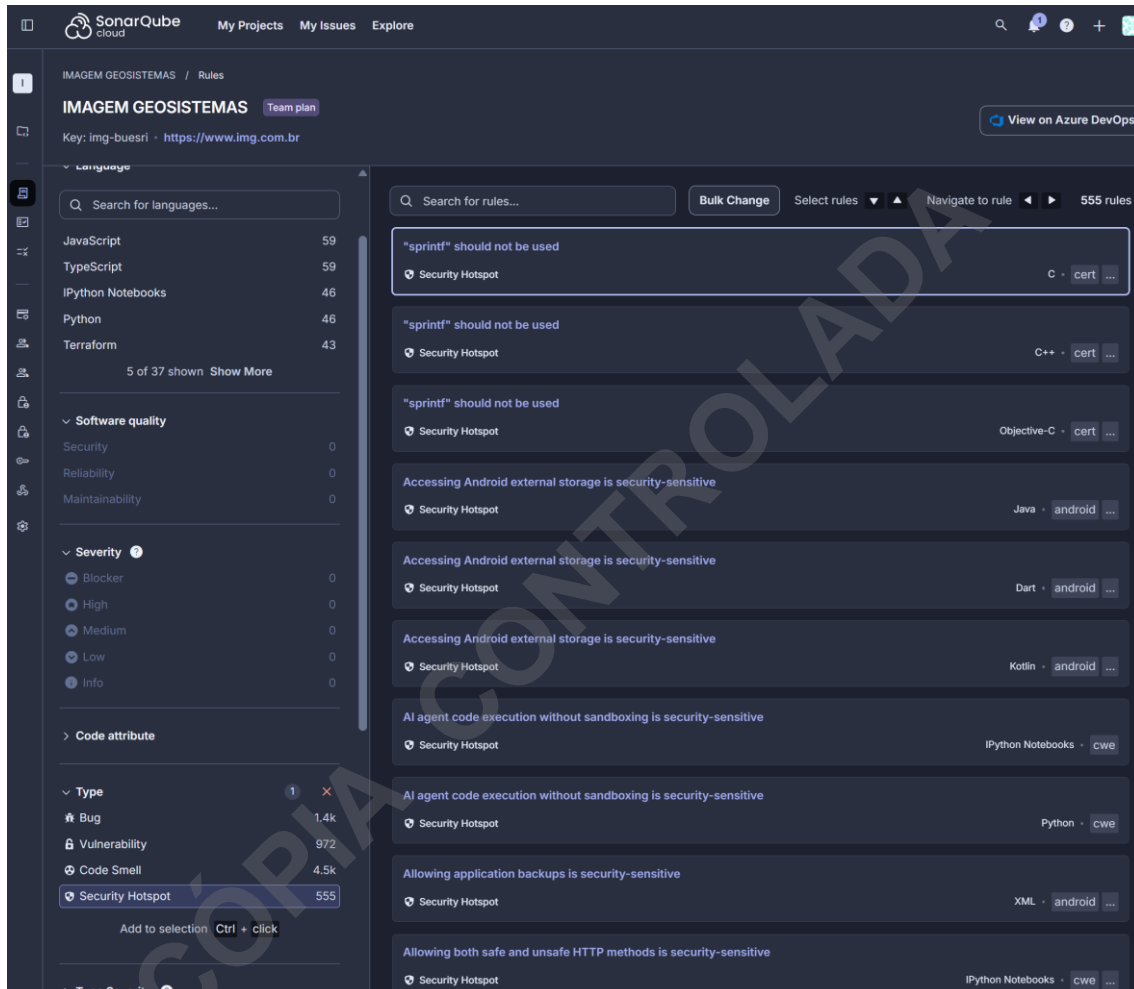 SonarQube cloud My Projects My Issues Explore 1 ?
I
IMAGEM GEOSISTEMAS / Rules
IMAGEM GEOSISTEMAS Team plan
Key: img-buesri · https://www.img.com.br
View on Azure DevOps
Language
Search for languages...
JavaScript 59
TypeScript 59
IPython Notebooks 46
Python 46
Terraform 43
5 of 37 shown Show More
Software quality
Security 0
Reliability 0
Maintainability 0
Severity ?
Blocker 0
High 0
Medium 0
Low 0
Info 0
Code attribute
Type 1
Bug 1.4k
Vulnerability 972
Code Smell 4.5k
Security Hotspot 555
Add to selection Ctrl + click
Search for rules... Bulk Change Select rules Navigate to rule 555 rules
"sprintf" should not be used
Security Hotspot C · cert ...
"sprintf" should not be used
Security Hotspot C++ · cert ...
"sprintf" should not be used
Security Hotspot Objective-C · cert ...
Accessing Android external storage is security-sensitive
Security Hotspot Java · android ...
Accessing Android external storage is security-sensitive
Security Hotspot Dart · android ...
Accessing Android external storage is security-sensitive
Security Hotspot Kotlin · android ...
AI agent code execution without sandboxing is security-sensitive
Security Hotspot IPython Notebooks · cwe
AI agent code execution without sandboxing is security-sensitive
Security Hotspot Python · cwe
Allowing application backups is security-sensitive
Security Hotspot XML · android ...
Allowing both safe and unsafe HTTP methods is security-sensitive
Security Hotspot IPython Notebooks · cwe ...
CÓPIA CONTROLADA